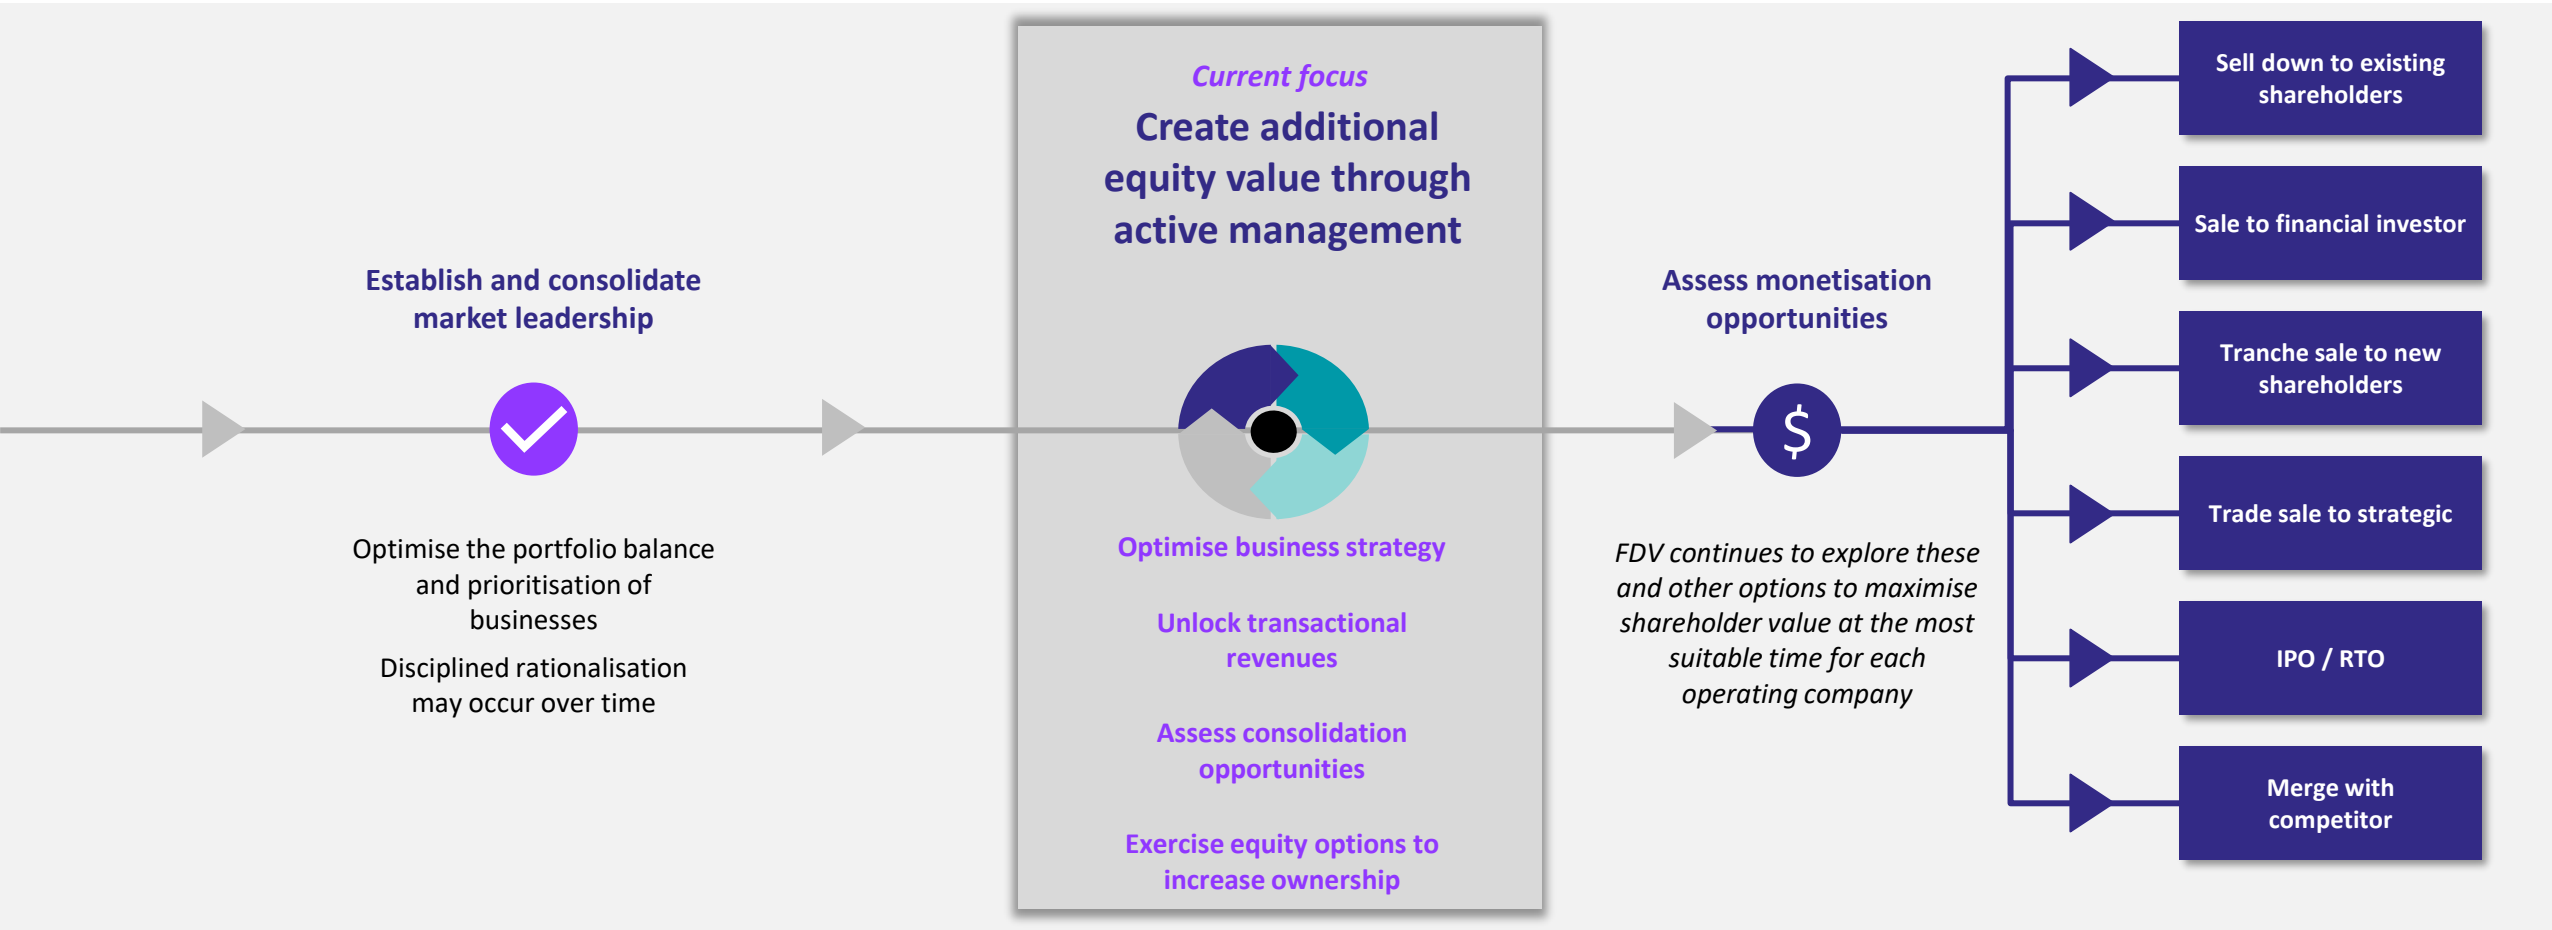 Establish and consolidate
market leadership
Optimise the portfolio balance
and prioritisation of
businesses
Disciplined rationalisation
may occur over time
Current focus
Create additional
equity value through
active management
Optimise business strategy
Unlock transactional
revenues
Assess consolidation
opportunities
Exercise equity options to
increase ownership
Assess monetisation
opportunities
$
FDV continues to explore these
and other options to maximise
shareholder value at the most
suitable time for each
operating company
Sell down to existing
shareholders
Sale to financial investor
Tranche sale to new
shareholders
Trade sale to strategic
IPO / RTO
Merge with
competitor